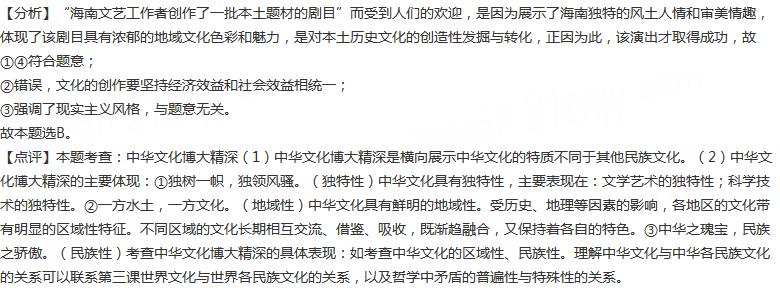 【分析】“海南文艺工作者创作了一批本土题材的剧目”而受到人们的欢迎，是因为展示了海南独特的风土人情和审美情趣，
体现了该剧目具有浓郁的地域文化色彩和魅力，是对本土历史文化的创造性发掘与转化，正因为此，该演出才取得成功，故
①④符合题意；
②错误，文化的创作要坚持经济效益和社会效益相统一；
③强调了现实主义风格，与题意无关。
故本题选B。
【点评】本题考查：中华文化博大精深（1）中华文化博大精深是横向展示中华文化的特质不同于其他民族文化。（2）中华文
化博大精深的主要体现：①独树一帜，独领风骚。（独特性）中华文化具有独特性，主要表现在：文学艺术的独特性；科学技
术的独特性。②一方水土，一方文化。（地域性）中华文化具有鲜明的地域性。受历史、地理等因素的影响，各地区的文化带
有明显的区域性特征。不同区域的文化长期相互交流、借鉴、吸收，既渐趋融合，又保持着各自的特色。③中华之瑰宝，民族
之骄傲。（民族性）考查中华文化博大精深的具体表现：如考查中华文化的区域性、民族性。理解中华文化与中华各民族文化
的关系可以联系第三课世界文化与世界各民族文化的关系，以及哲学中矛盾的普遍性与特殊性的关系。